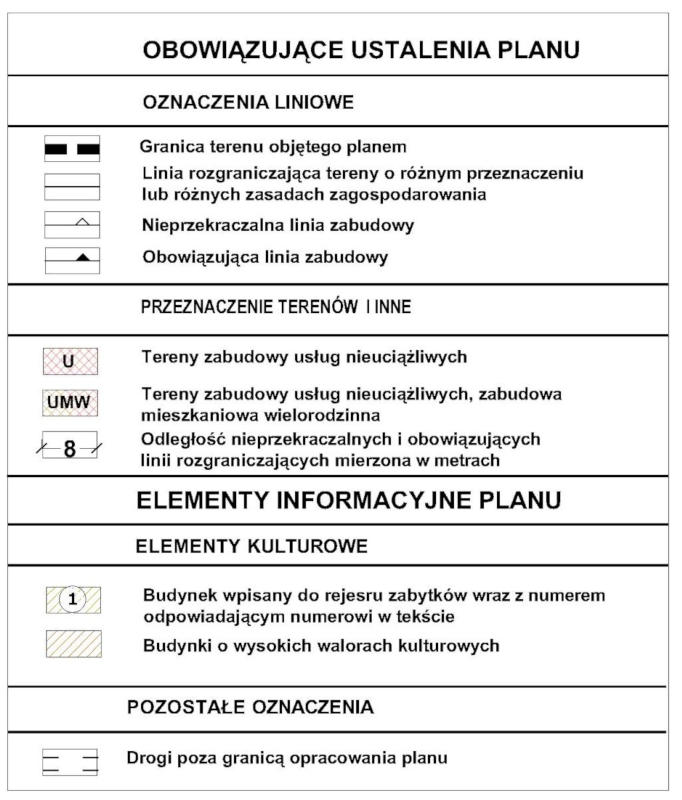 OBOWIĄZUJĄCE USTALENIA PLANU
OZNACZENIA LINIOWE
Granica terenu objętego planem
Linia rozgraniczająca tereny o różnym przeznaczeniu
lub różnych zasadach zagospodarowania
Nieprzekraczalna linia zabudowy
Obowiązująca linia zabudowy
PRZEZNACZENIE TERENÓW I INNE
U Tereny zabudowy usług nieuciążliwych
UMW Tereny zabudowy usług nieuciążliwych, zabudowa
mieszkaniowa wielorodzinna
8 Odległość nieprzekraczalnych i obowiązujących
linii rozgraniczających mierzona w metrach
ELEMENTY INFORMACYJNE PLANU
ELEMENTY KULTUROWE
1 Budynek wpisany do rejesru zabytków wraz z numerem
odpowiadającym numerowi w tekście
Budynki o wysokich walorach kulturowych
POZOSTAŁE OZNACZENIA
Drogi poza granicą opracowania planu